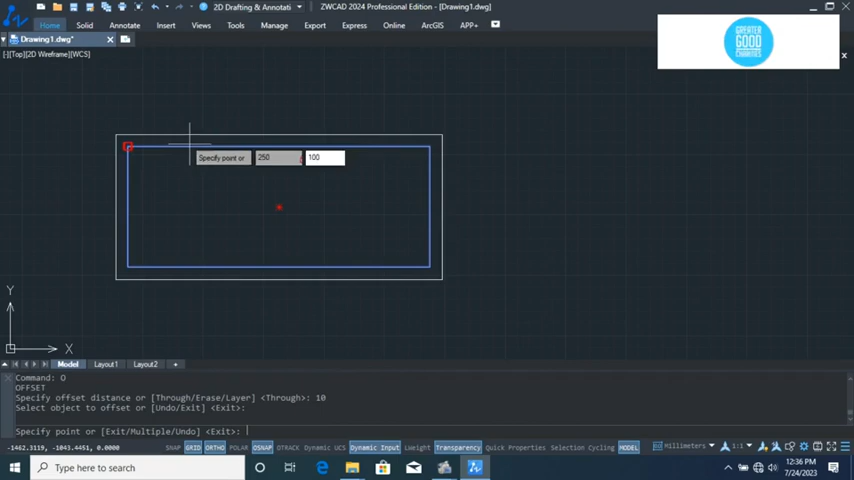 2D Drafting & Annotati
ZWCAD 2024 Professional Edition - [Drawing1.dwg]
Home Solid Annotate Insert Views Tools Manage Export Express Online ArcGIS APP+
Drawing1.dwg*
[-][Top][2D Wireframe][WCS]
GREATER
GOOD
CHARITIES
Specify point or 250 100
Y
X
Model Layout1 Layout2 +
Command: O
OFFSET
Specify offset distance or [Through/Erase/Layer] <Through>: 10
Select object to offset or [Undo/Exit] <Exit>:
Specify point or [Exit/Multiple/Undo] <Exit>:
-1462.3119, -1043.4451, 0.0000 SNAP GRID ORTHO POLAR OSNAP OTRACK Dynamic UCS LWeight Dynamic Input Transparency Quick Properties Selection Cycling MODEL Millimeters 1:1
Type here to search
12:36 PM
7/24/2023